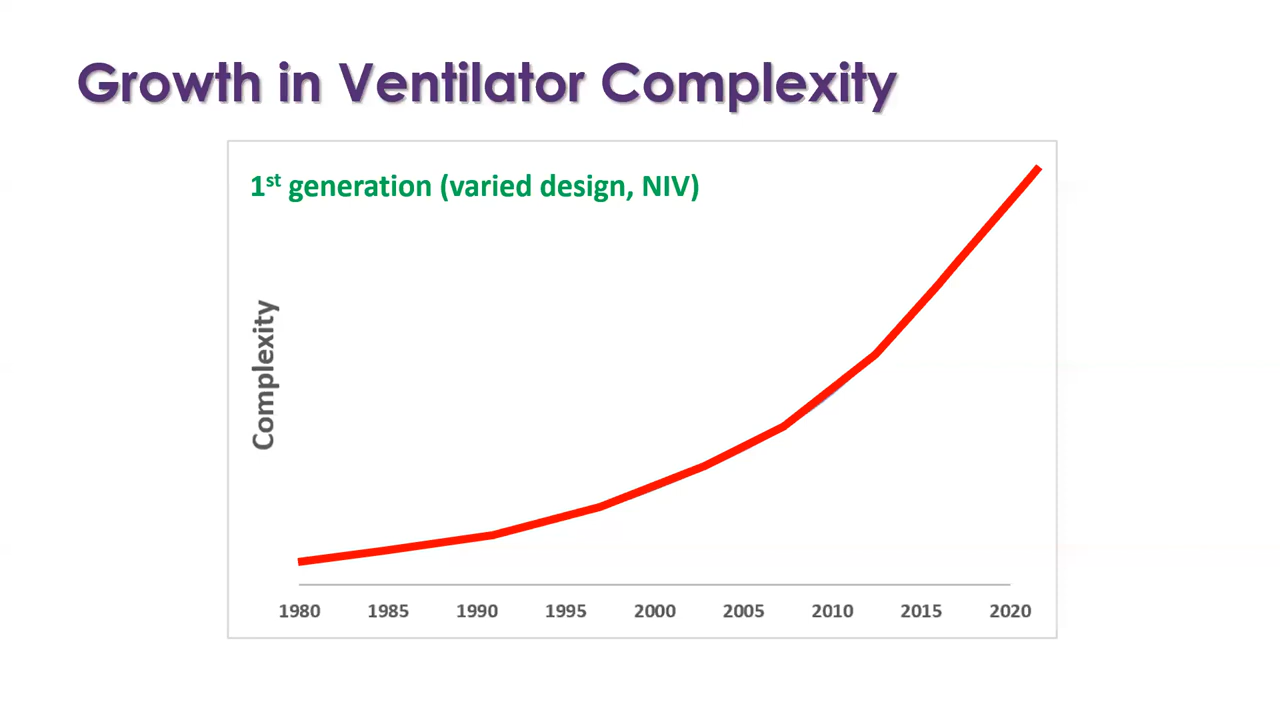 Growth in Ventilator Complexity
1st generation (varied design, NIV)
Complexity
1980 1985 1990 1995 2000 2005 2010 2015 2020